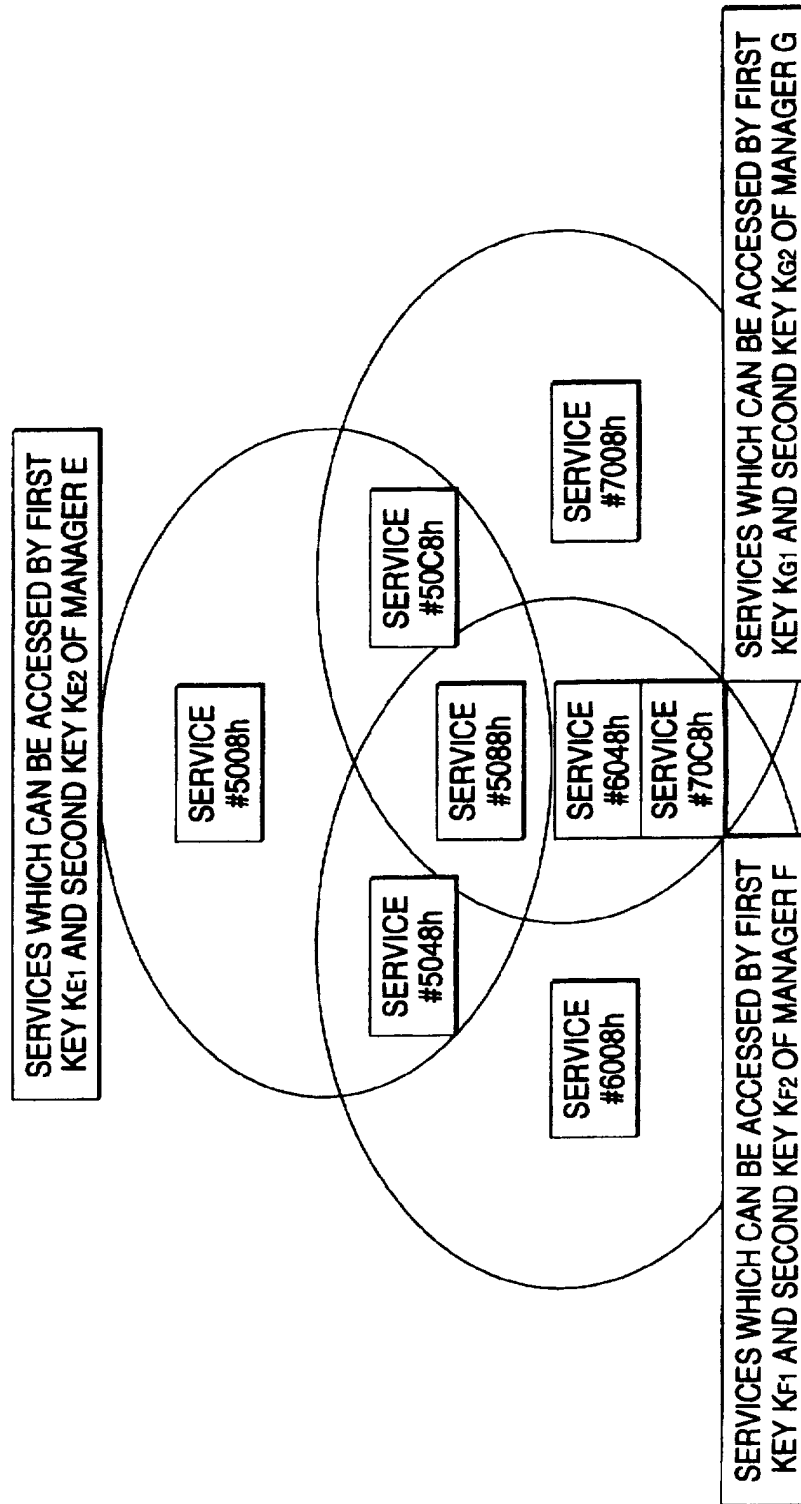 SERVICES WHICH CAN BE ACCESSED BY FIRST
KEY KE1 AND SECOND KEY KE2 OF MANAGER E
SERVICE
#5008h
SERVICE
#5048h
SERVICE
#50C8h
SERVICE
#5088h
SERVICE
#6008h
SERVICE
#6048h
SERVICE
#70C8h
SERVICE
#7008h
SERVICES WHICH CAN BE ACCESSED BY FIRST
KEY KF1 AND SECOND KEY KF2 OF MANAGER F
SERVICES WHICH CAN BE ACCESSED BY FIRST
KEY KG1 AND SECOND KEY KG2 OF MANAGER G